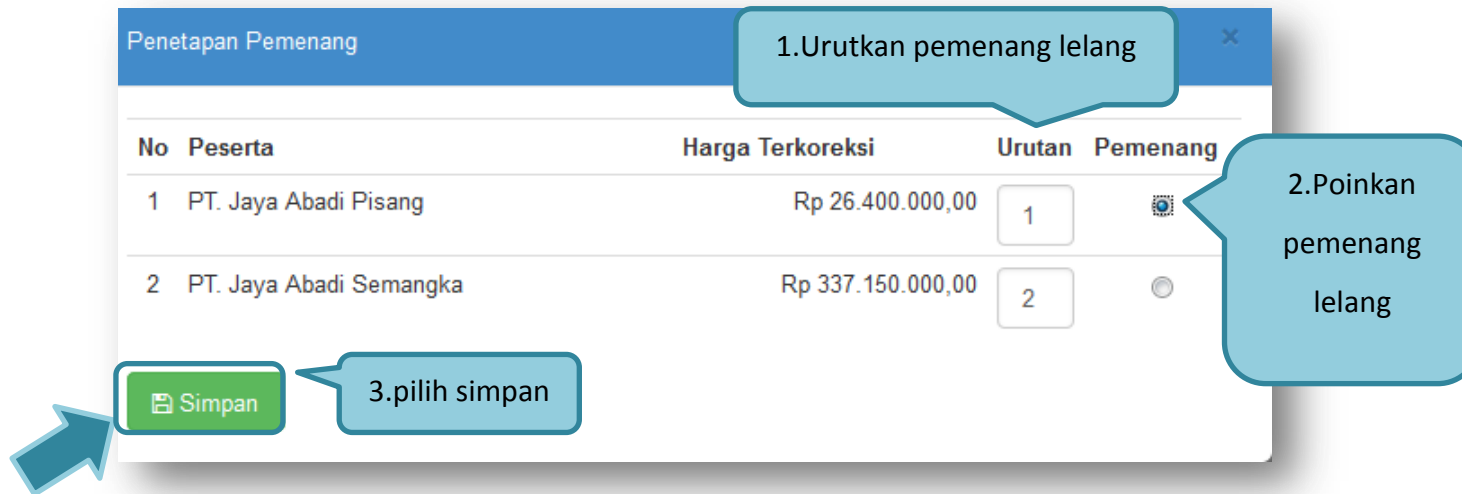 Penetapan Pemenang
1.Urutkan pemenang lelang
×
No Peserta Harga Terkoreksi Urutan Pemenang
1 PT. Jaya Abadi Pisang Rp 26.400.000,00 1
2 PT. Jaya Abadi Semangka Rp 337.150.000,00 2
2.Poinkan
pemenang
lelang
Simpan
3.pilih simpan